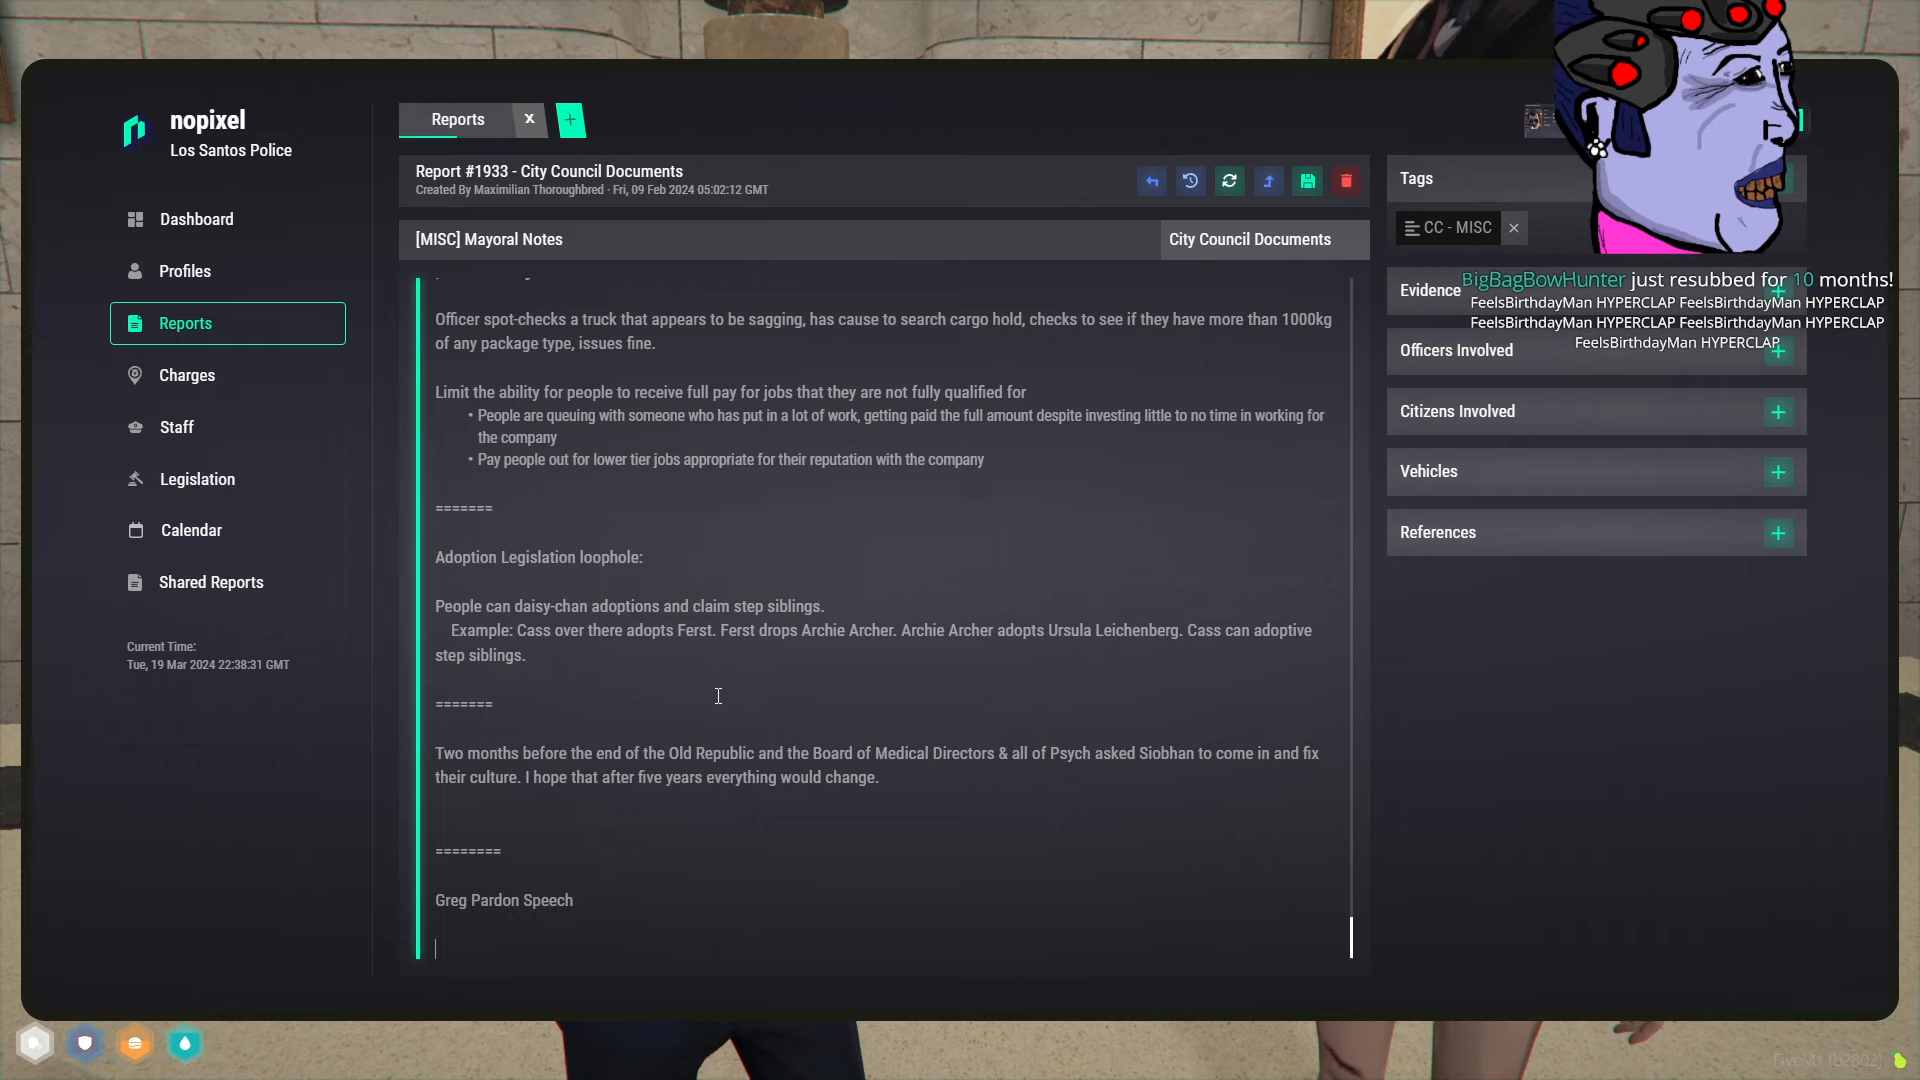 nopixel
Los Santos Police
Dashboard
Profiles
Reports
Charges
Staff
Legislation
Calendar
Shared Reports
Current Time:
Tue, 19 Mar 2024 22:38:31 GMT
Reports x +
Report #1933 - City Council Documents
Created By Maximilian Thoroughbred - Fri, 09 Feb 2024 05:02:12 GMT
[MISC] Mayoral Notes
City Council Documents
Officer spot-checks a truck that appears to be sagging, has cause to search cargo hold, checks to see if they have more than 1000kg
of any package type, issues fine.
Limit the ability for people to receive full pay for jobs that they are not fully qualified for
• People are queuing with someone who has put in a lot of work, getting paid the full amount despite investing little to no time in working for
the company
• Pay people out for lower tier jobs appropriate for their reputation with the company
=======
Adoption Legislation loophole:
People can daisy-chan adoptions and claim step siblings.
Example: Cass over there adopts Ferst. Ferst drops Archie Archer. Archie Archer adopts Ursula Leichenberg. Cass can adoptive
step siblings.
=======
Two months before the end of the Old Republic and the Board of Medical Directors & all of Psych asked Siobhan to come in and fix
their culture. I hope that after five years everything would change.
========
Greg Pardon Speech
Tags
CC - MISC
Evidence
Officers Involved
Citizens Involved
Vehicles
References
BigBagBowHunter just resubbed for 10 months!
FeelsBirthdayMan HYPERCLAP FeelsBirthdayMan HYPERCLAP
FeelsBirthdayMan HYPERCLAP FeelsBirthdayMan HYPERCLAP
FeelsBirthdayMan HYPERCLAP